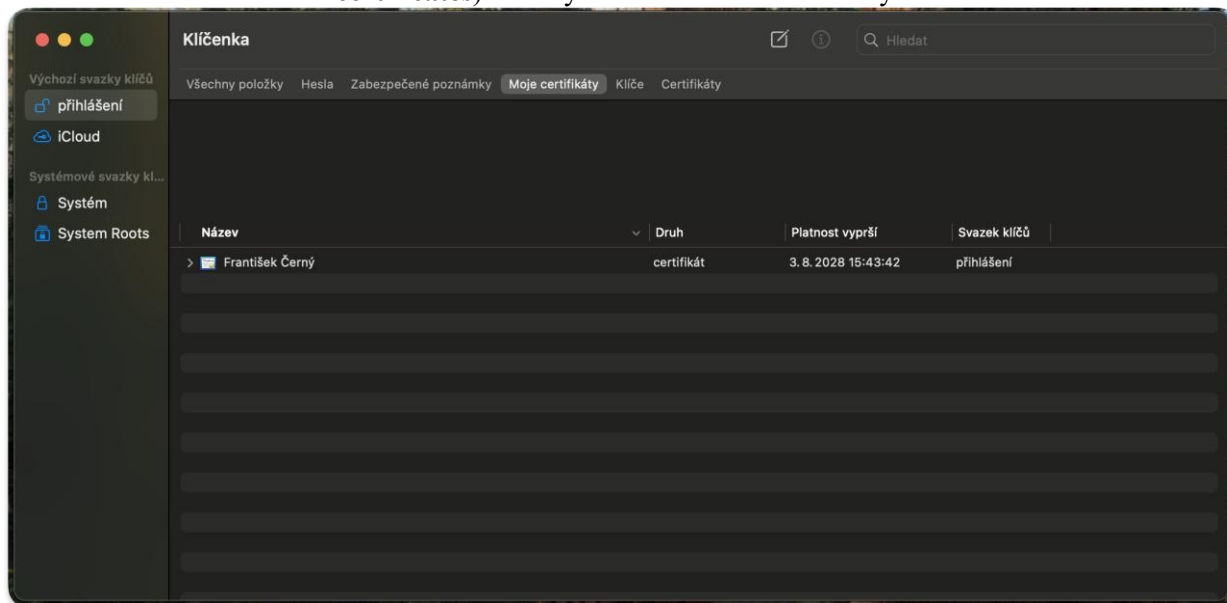 Klíčenka
Hledat
Výchozí svazky klíčů
přihlášení
iCloud
Systémové svazky kl...
Systém
System Roots
Všechny položky Hesla Zabezpečené poznámky Moje certifikáty Klíče Certifikáty
Název Druh Platnost vyprší Svazek klíčů
František Černý certifikát 3. 8. 2028 15:43:42 přihlášení